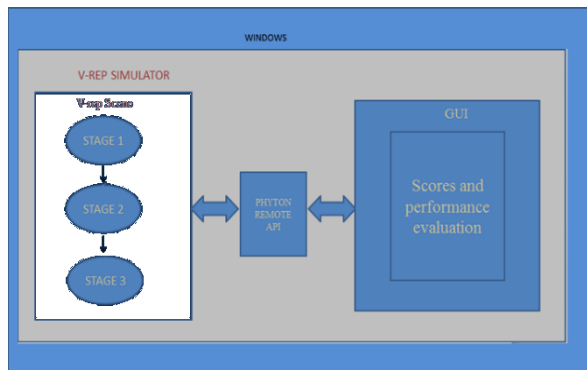 WINDOWS
V-REP SIMULATOR
V-rep Scene
STAGE 1
STAGE 2
STAGE 3
PHYTON
REMOTE
API
GUI
Scores and
performance
evaluation